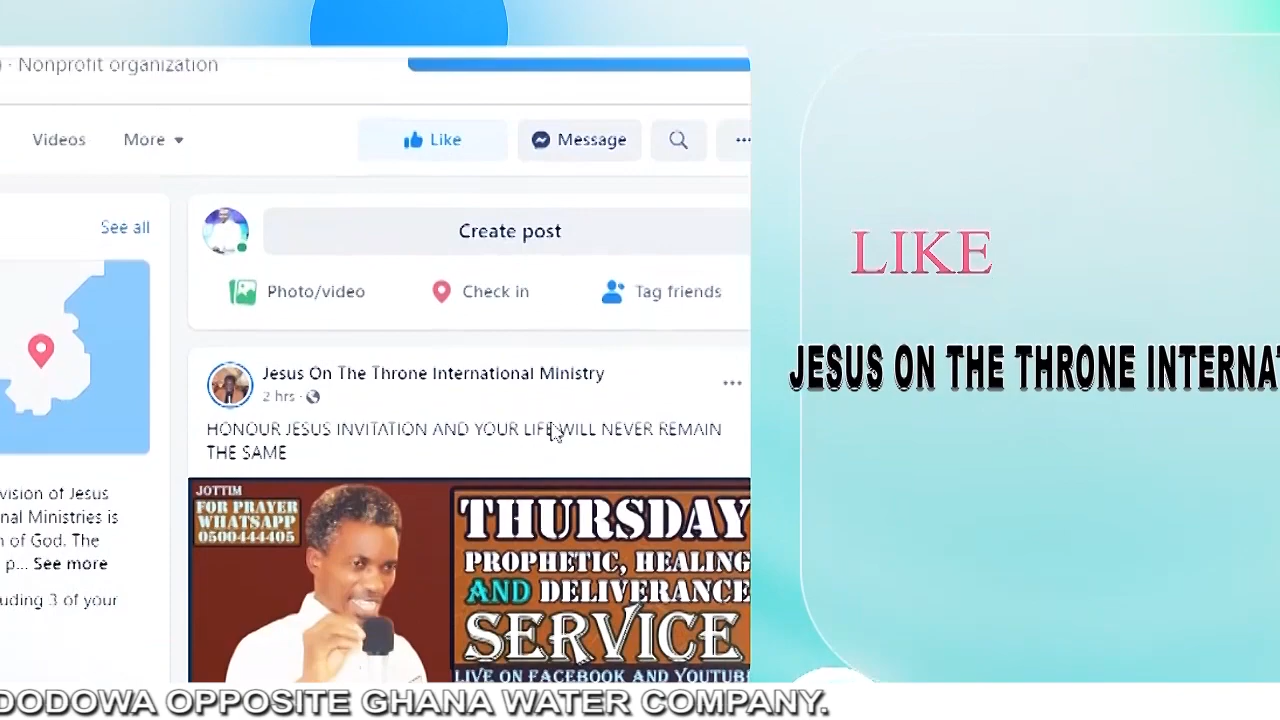 · Nonprofit organization
Videos
More
Like
Message
See all
Create post
Photo/video
Check in
Tag friends
Jesus On The Throne International Ministry
2 hrs ·
HONOUR JESUS INVITATION AND YOUR LIFE WILL NEVER REMAIN
THE SAME
vision of Jesus
nal Ministries is
of God. The
p... See more
uding 3 of your
JOTTIM
FOR PRAYER
WHATSAPP
0500444405
THURSDAY
PROPHETIC, HEALING
AND DELIVERANCE
SERVICE
LIVE ON FACEBOOK AND YOUTUB
LIKE
JESUS ON THE THRONE INTERNAT
DODOWA OPPOSITE GHANA WATER COMPANY.